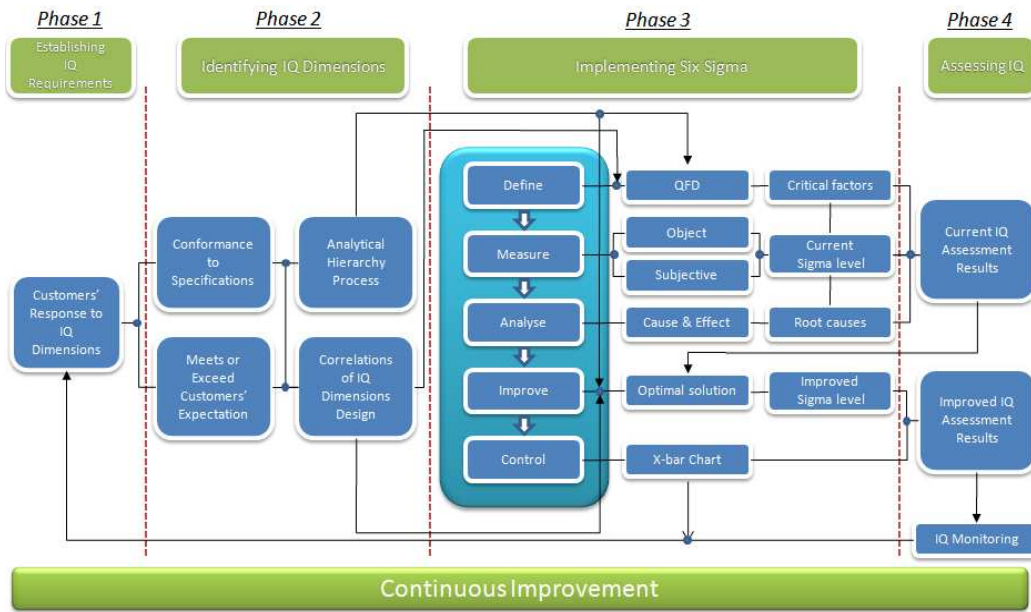 Phase 1
Phase 2
Phase 3
Phase 4
Establishing
IQ
Requirements
Identifying IQ Dimensions
Implementing Six Sigma
Assessing IQ
Customers'
Response to
IQ
Dimensions
Conformance
to
Specifications
Analytical
Hierarchy
Process
Meets or
Exceed
Customers'
Expectation
Correlations
of IQ
Dimensions
Design
Define
QFD
Critical factors
Measure
Object
Subjective
Current
Sigma level
Analyse
Cause & Effect
Root causes
Improve
Optimal solution
Improved
Sigma level
Control
X-bar Chart
Current IQ
Assessment
Results
Improved IQ
Assessment
Results
IQ Monitoring
Continuous Improvement